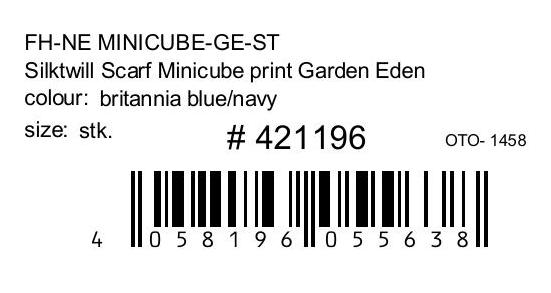 FH-NE MINICUBE-GE-ST
Silktwill Scarf Minicube print Garden Eden
colour: britannia blue/navy
size: stk.
# 421196
OTO- 1458
4 058196 055638